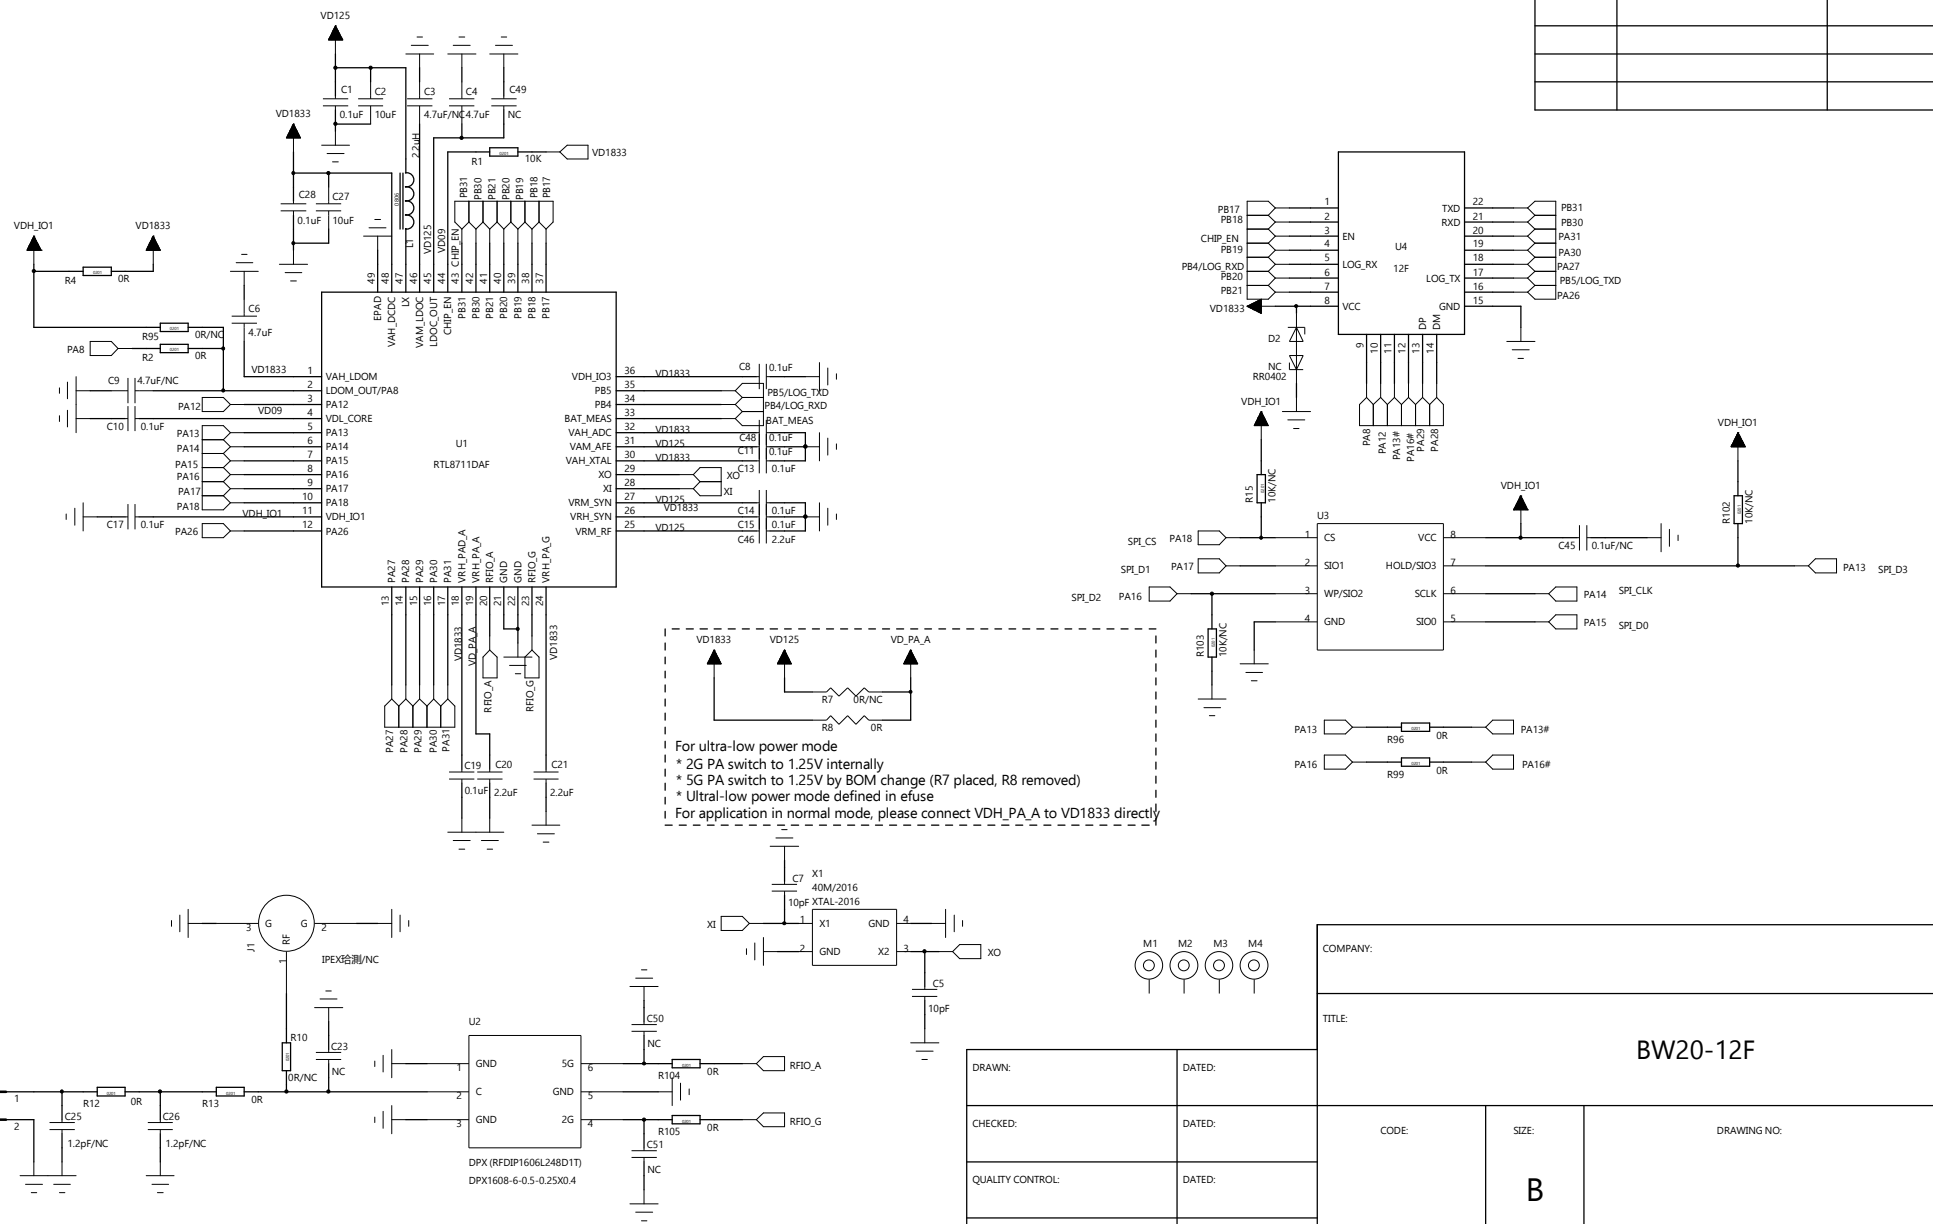 VD125
C1
0.1uF
C2
10uF
C3
4.7uF/NC
C4
4.7uF
C49
NC
VD1833
2.2uH
0806
L1
R1
0201
10K
VD1833
C28
0.1uF
C27
10uF
VDH_IO1
VD1833
R4
0201
0R
C6
4.7uF
R95
0201
0R/NC
PA8
R2
0201
0R
VD125
VD09
CHIP_EN
PB31
PB30
PB21
PB20
PB19
PB18
PB17
49 EPAD
48 VAH_DCDC
47 LX
46 VAM_LDOC
45 LDOC_OUT
44 CHIP_EN
43 PB31
42 PB30
41 PB21
40 PB20
39 PB19
38 PB18
37 PB17
U1
RTL8711DAF
VD1833 1 VAH_LDOM
C9 4.7uF/NC 2 LDOM_OUT/PA8
PA12 3 PA12
C10 0.1uF VD09 4 VDL_CORE
PA13 5 PA13
PA14 6 PA14
PA15 7 PA15
PA16 8 PA16
PA17 9 PA17
PA18 10 PA18
C17 0.1uF VDH_IO1 11 VDH_IO1
PA26 12 PA26
VDH_IO3 36 VD1833 C8 0.1uF
PB5 35 PB5/LOG_TXD
PB4 34 PB4/LOG_RXD
BAT_MEAS 33 BAT_MEAS
VAH_ADC 32 VD1833 C48 0.1uF
VAM_AFE 31 VD125 C11 0.1uF
VAH_XTAL 30 VD1833 C13 0.1uF
XO 29 XO
XI 28 XI
VRM_SYN 27 VD125 C14 0.1uF
VRH_SYN 26 VD1833 C15 0.1uF
VRM_RF 25 VD125 C46 2.2uF
PA27 13 PA27
PA28 14 PA28
PA29 15 PA29
PA30 16 PA30
PA31 17 PA31
VRH_PAD_A 18 VD1833
VRH_PA_A 19 VD_PA_A
RFIO_A 20 RFIO_A
GND 21
GND 22
RFIO_G 23 RFIO_G
VRH_PA_G 24 VD1833
C19
0.1uF
C20
2.2uF
C21
2.2uF
VD1833
VD125
VD_PA_A
R7
0R/NC
R8
0R
For ultra-low power mode
* 2G PA switch to 1.25V internally
* 5G PA switch to 1.25V by BOM change (R7 placed, R8 removed)
* Ultral-low power mode defined in efuse
For application in normal mode, please connect VDH_PA_A to VD1833 directly
U4
12F
PB17 1
PB18 2
CHIP_EN 3 EN
PB19 4
PB4/LOG_RXD 5 LOG_RX
PB20 6
PB21 7
VD1833 8 VCC
TXD 22 PB31
RXD 21 PB30
20 PA31
19 PA30
18 PA27
LOG_TX 17 PB5/LOG_TXD
16 PA26
GND 15
9 PA8
10 PA12
11 PA13#
12 PA16#
DP 13 PA29
DM 14 PA28
D2
NC
RR0402
VDH_IO1
R15
0201
10K/NC
U3
VDH_IO1
VDH_IO1
R102
0201
10K/NC
C45 0.1uF/NC
SPI_CS PA18 1 CS
SPI_D1 PA17 2 SIO1
SPI_D2 PA16 3 WP/SIO2
4 GND
VCC 8
HOLD/SIO3 7 PA13 SPI_D3
SCLK 6 PA14 SPI_CLK
SIO0 5 PA15 SPI_D0
R103
0201
10K/NC
PA13 R96 0201 0R PA13#
PA16 R99 0201 0R PA16#
C7
10pF
X1
40M/2016
XTAL-2016
XI 1 X1 GND 4
2 GND X2 3 XO
C5
10pF
M1 M2 M3 M4
3 G G 2
RF
J1
1
R10
0201
0R/NC
C23
NC
1
2
R12 0201 0R
R13 0201 0R
C25
1.2pF/NC
C26
1.2pF/NC
U2
1 GND 5G 6
2 C GND 5
3 GND 2G 4
DPX (RFDIP1606L248D1T)
DPX1608-6-0.5-0.25X0.4
C50
NC
R104 0201 0R RFIO_A
R105 0201 0R RFIO_G
C51
NC
COMPANY:
TITLE:
BW20-12F
DRAWN: DATED:
CHECKED: DATED:
QUALITY CONTROL: DATED:
CODE: SIZE: DRAWING NO:
B